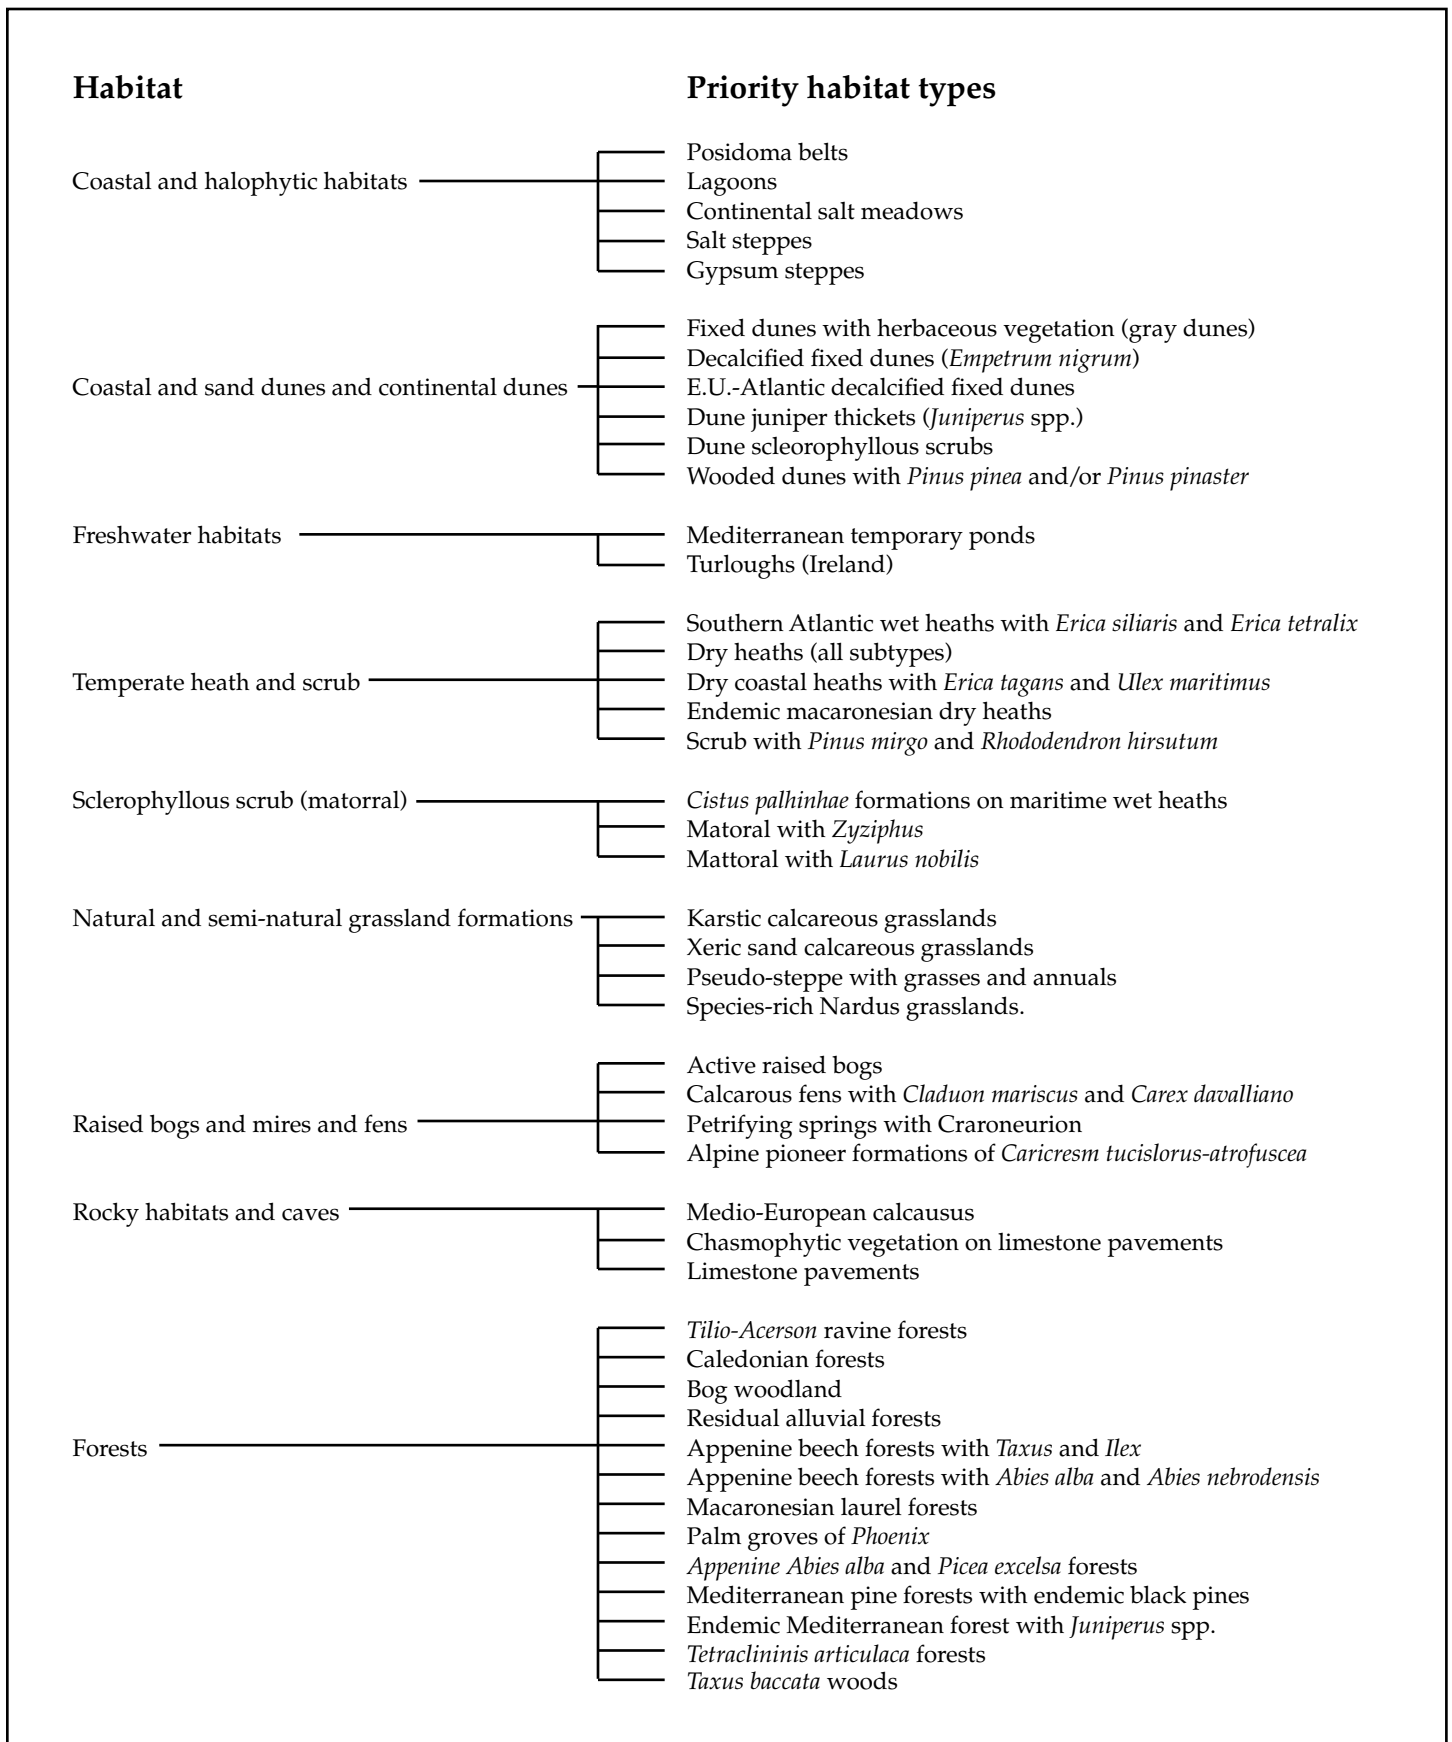 Habitat
Priority habitat types
Coastal and halophytic habitats
Posidoma belts
Lagoons
Continental salt meadows
Salt steppes
Gypsum steppes
Coastal and sand dunes and continental dunes
Fixed dunes with herbaceous vegetation (gray dunes)
Decalcified fixed dunes (Empetrum nigrum)
E.U.-Atlantic decalcified fixed dunes
Dune juniper thickets (Juniperus spp.)
Dune scleorophyllous scrubs
Wooded dunes with Pinus pinea and/or Pinus pinaster
Freshwater habitats
Mediterranean temporary ponds
Turloughs (Ireland)
Temperate heath and scrub
Southern Atlantic wet heaths with Erica siliaris and Erica tetralix
Dry heaths (all subtypes)
Dry coastal heaths with Erica tagans and Ulex maritimus
Endemic macaronesian dry heaths
Scrub with Pinus mirgo and Rhododendron hirsutum
Sclerophyllous scrub (matorral)
Cistus palhinhae formations on maritime wet heaths
Matoral with Zyziphus
Mattoral with Laurus nobilis
Natural and semi-natural grassland formations
Karstic calcareous grasslands
Xeric sand calcareous grasslands
Pseudo-steppe with grasses and annuals
Species-rich Nardus grasslands.
Raised bogs and mires and fens
Active raised bogs
Calcarous fens with Claduon mariscus and Carex davalliano
Petrifying springs with Craroneurion
Alpine pioneer formations of Caricresm tucislorus-atrofuscea
Rocky habitats and caves
Medio-European calcausus
Chasmophytic vegetation on limestone pavements
Limestone pavements
Forests
Tilio-Acerson ravine forests
Caledonian forests
Bog woodland
Residual alluvial forests
Appenine beech forests with Taxus and Ilex
Appenine beech forests with Abies alba and Abies nebrodensis
Macaronesian laurel forests
Palm groves of Phoenix
Appenine Abies alba and Picea excelsa forests
Mediterranean pine forests with endemic black pines
Endemic Mediterranean forest with Juniperus spp.
Tetraclininis articulaca forests
Taxus baccata woods